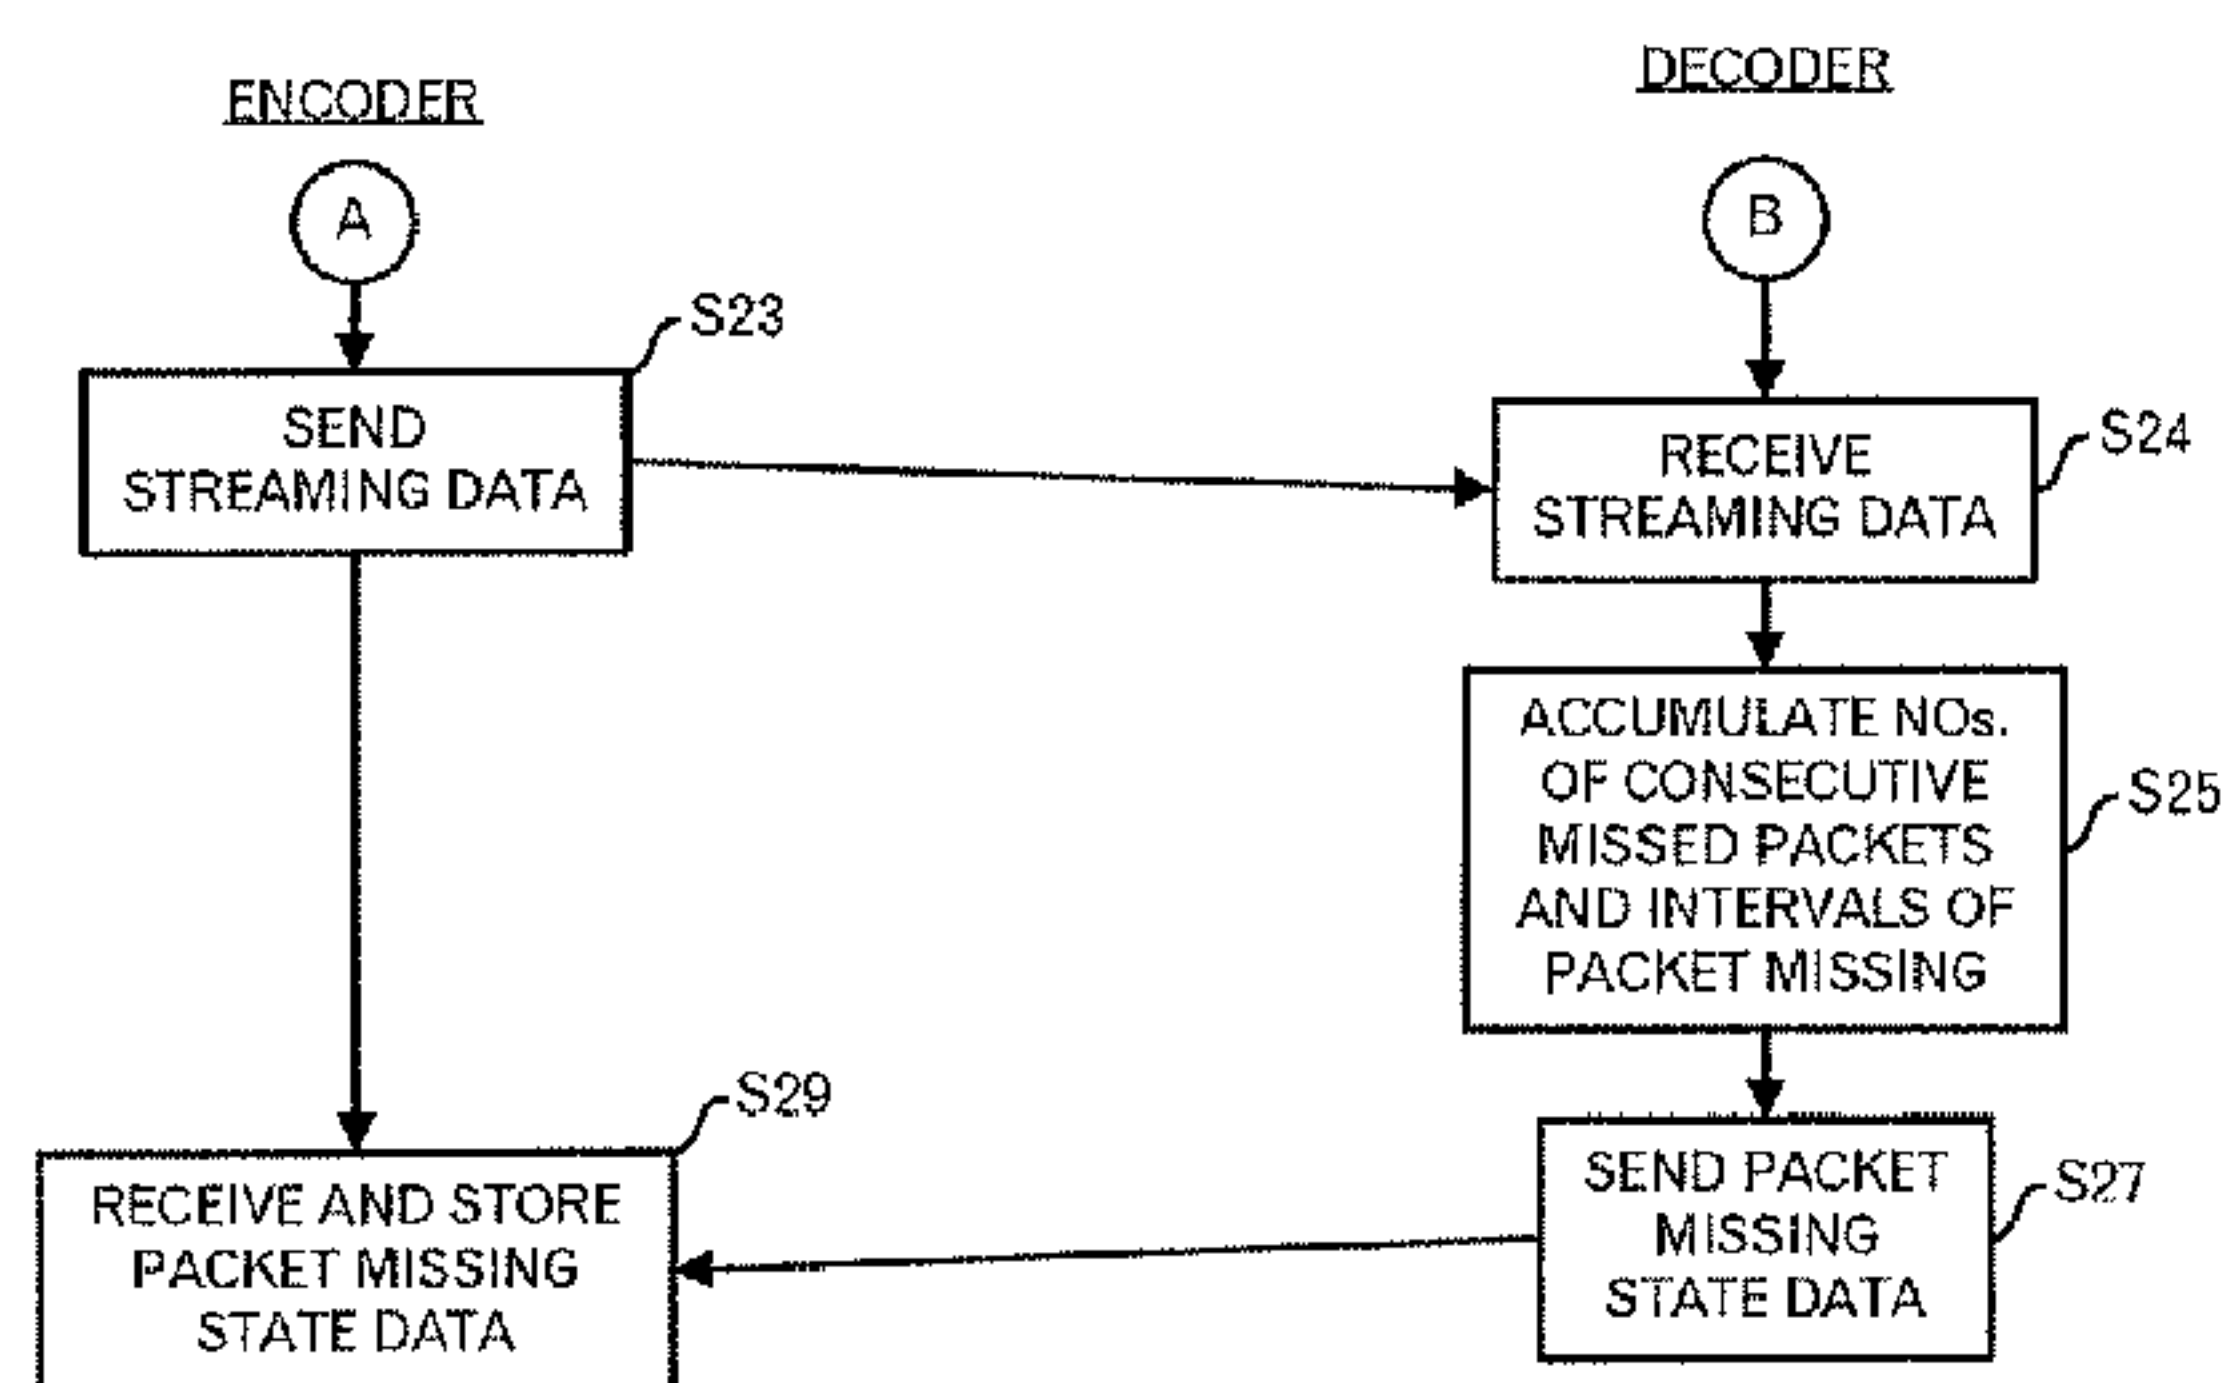 ENCODER
A
S23
SEND
STREAMING DATA
S29
RECEIVE AND STORE
PACKET MISSING
STATE DATA
DECODER
B
RECEIVE
STREAMING DATA
S24
ACCUMULATE NOs.
OF CONSECUTIVE
MISSED PACKETS
AND INTERVALS OF
PACKET MISSING
S25
SEND PACKET
MISSING
STATE DATA
S27